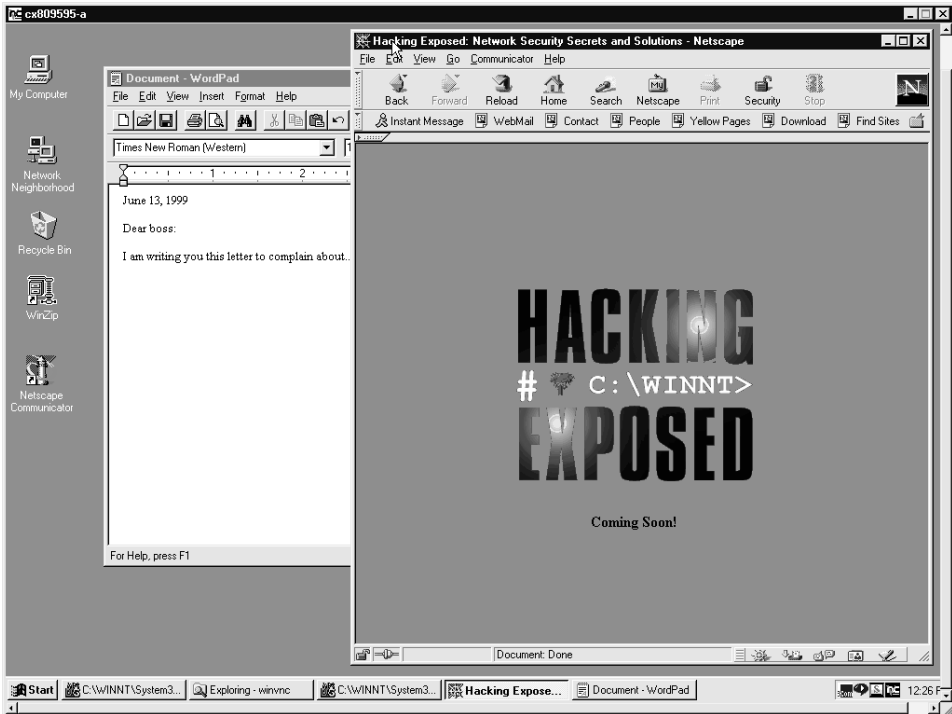 cx809595-a
My Computer
Network
Neighborhood
Recycle Bin
WinZip
Netscape
Communicator
Document - WordPad
File Edit View Insert Format Help
Times New Roman (Western)
1 2
June 13, 1999
Dear boss:
I am writing you this letter to complain about..
For Help, press F1
Hacking Exposed: Network Security Secrets and Solutions - Netscape
File Edit View Go Communicator Help
Back Forward Reload Home Search Netscape Print Security Stop
N
Instant Message WebMail Contact People Yellow Pages Download Find Sites
HACKING
# C:\WINNT>
EXPOSED
Coming Soon!
Document: Done
Start C:\WINNT\System3... Exploring - winvnc C:\WINNT\System3... Hacking Expose... Document - WordPad 12:26 P